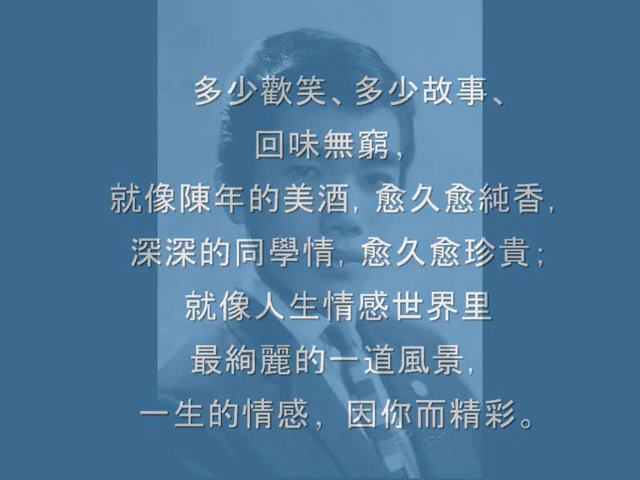 多少歡笑、多少故事、
回味無窮，
就像陳年的美酒，愈久愈純香，
深深的同學情，愈久愈珍貴；
就像人生情感世界里
最絢麗的一道風景，
一生的情感，因你而精彩。